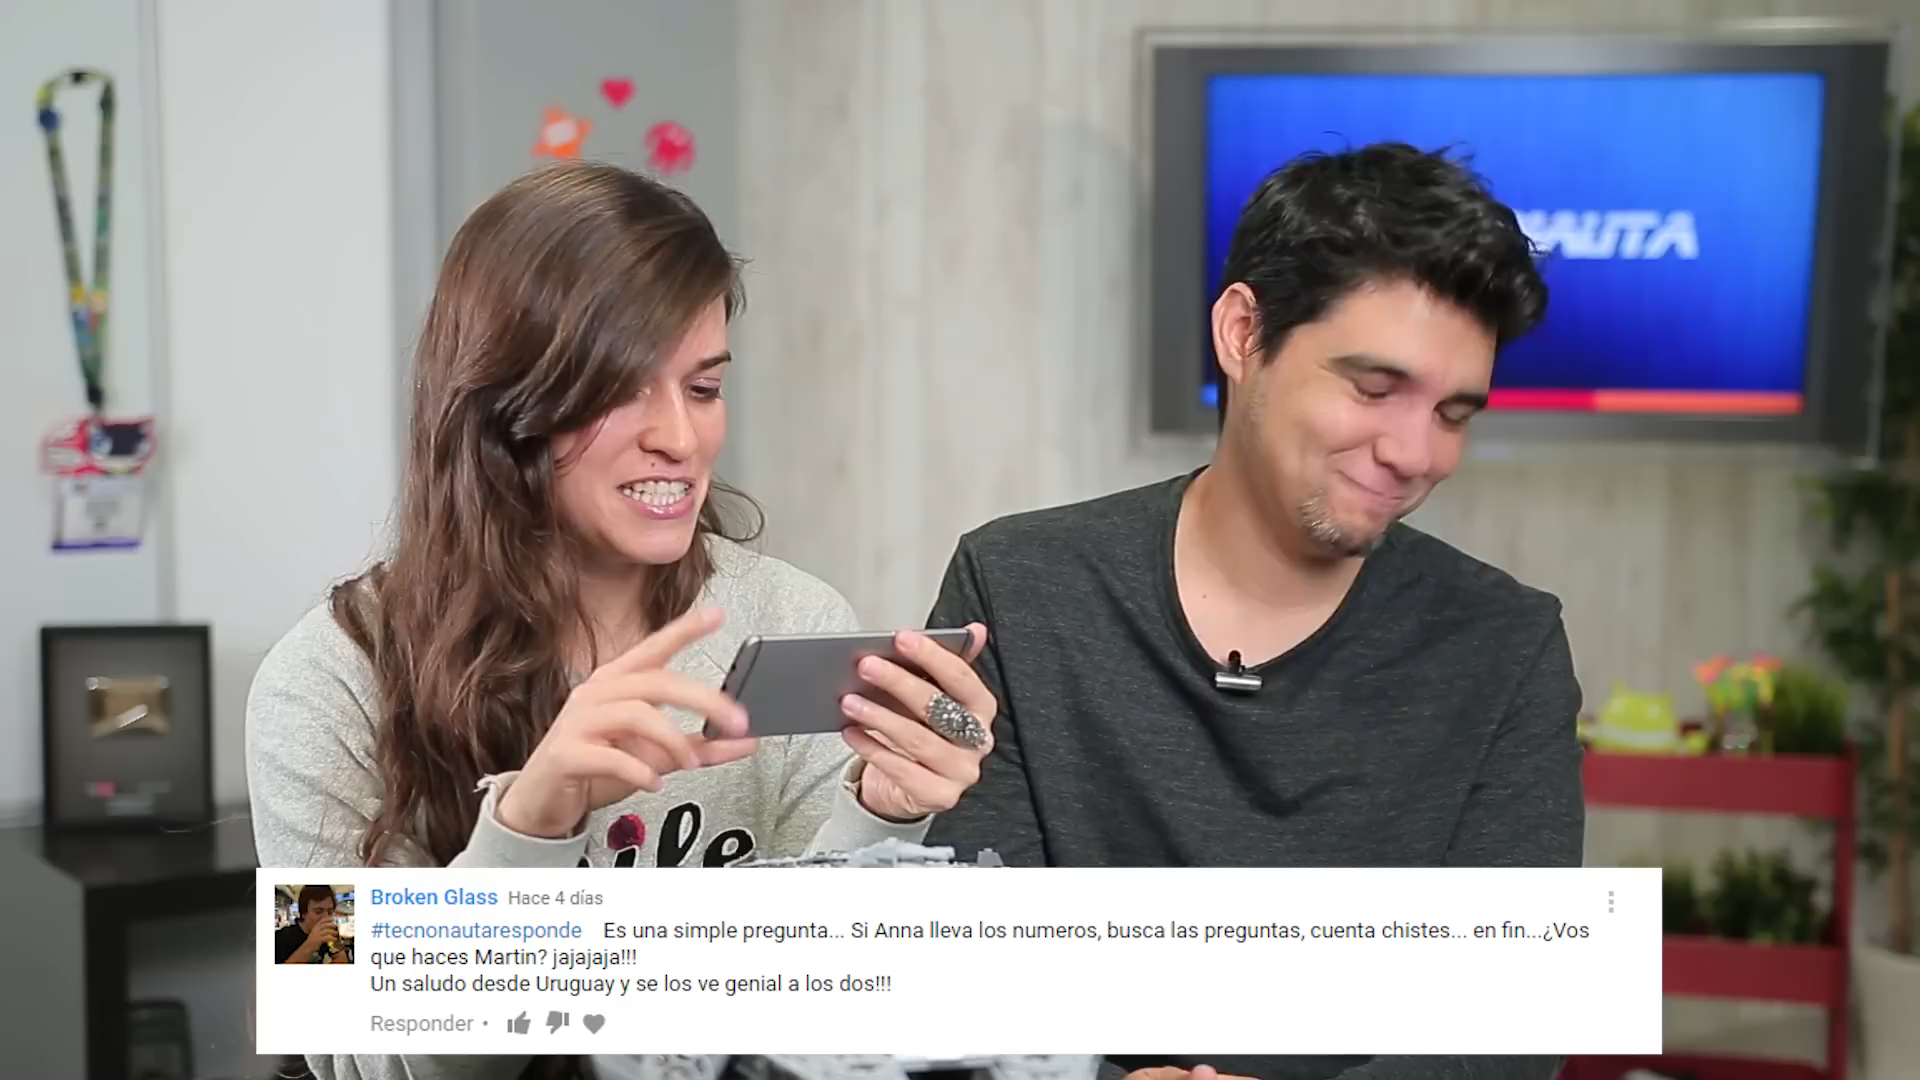 NAUTA
ile
Broken Glass Hace 4 días
#tecnonautaresponde Es una simple pregunta... Si Anna lleva los numeros, busca las preguntas, cuenta chistes... en fin...¿Vos
que haces Martin? jajajaja!!!
Un saludo desde Uruguay y se los ve genial a los dos!!!
Responder •